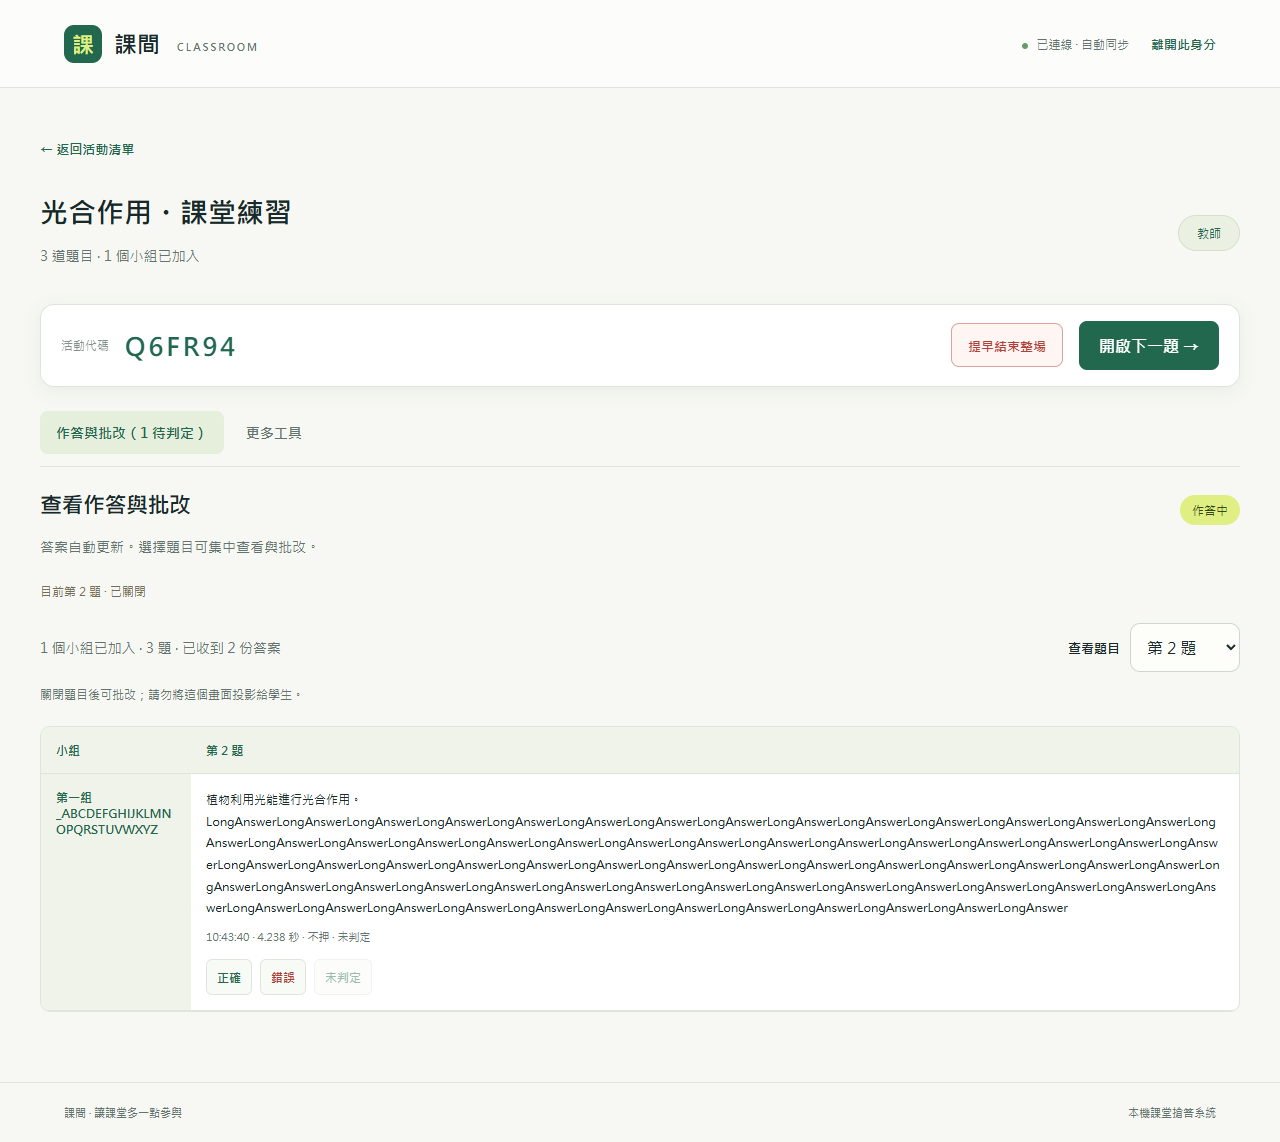 課
課間
CLASSROOM
已連線 · 自動同步
離開此身分
← 返回活動清單
光合作用・課堂練習
3 道題目 · 1 個小組已加入
教師
活動代碼
Q6FR94
提早結束整場
開啟下一題 →
作答與批改（1 待判定）
更多工具
查看作答與批改
作答中
答案自動更新。選擇題目可集中查看與批改。
目前第 2 題 · 已關閉
1 個小組已加入 · 3 題 · 已收到 2 份答案
查看題目
第 2 題
關閉題目後可批改；請勿將這個畫面投影給學生。
小組
第 2 題
第一組
_ABCDEFGHIJKLMN
OPQRSTUVWXYZ
植物利用光能進行光合作用。
LongAnswerLongAnswerLongAnswerLongAnswerLongAnswerLongAnswerLongAnswerLongAnswerLongAnswerLongAnswerLongAnswerLongAnswerLongAnswerLongAnswerLong
AnswerLongAnswerLongAnswerLongAnswerLongAnswerLongAnswerLongAnswerLongAnswerLongAnswerLongAnswerLongAnswerLongAnswerLongAnswerLongAnswerLongAnsw
erLongAnswerLongAnswerLongAnswerLongAnswerLongAnswerLongAnswerLongAnswerLongAnswerLongAnswerLongAnswerLongAnswerLongAnswerLongAnswerLongAnswerLon
gAnswerLongAnswerLongAnswerLongAnswerLongAnswerLongAnswerLongAnswerLongAnswerLongAnswerLongAnswerLongAnswerLongAnswerLongAnswerLongAnswerLongAns
werLongAnswerLongAnswerLongAnswerLongAnswerLongAnswerLongAnswerLongAnswerLongAnswerLongAnswerLongAnswerLongAnswerLongAnswer
10:43:40 · 4.238 秒 · 不押 · 未判定
正確
錯誤
未判定
課間 · 讓課堂多一點參與
本機課堂搶答系統